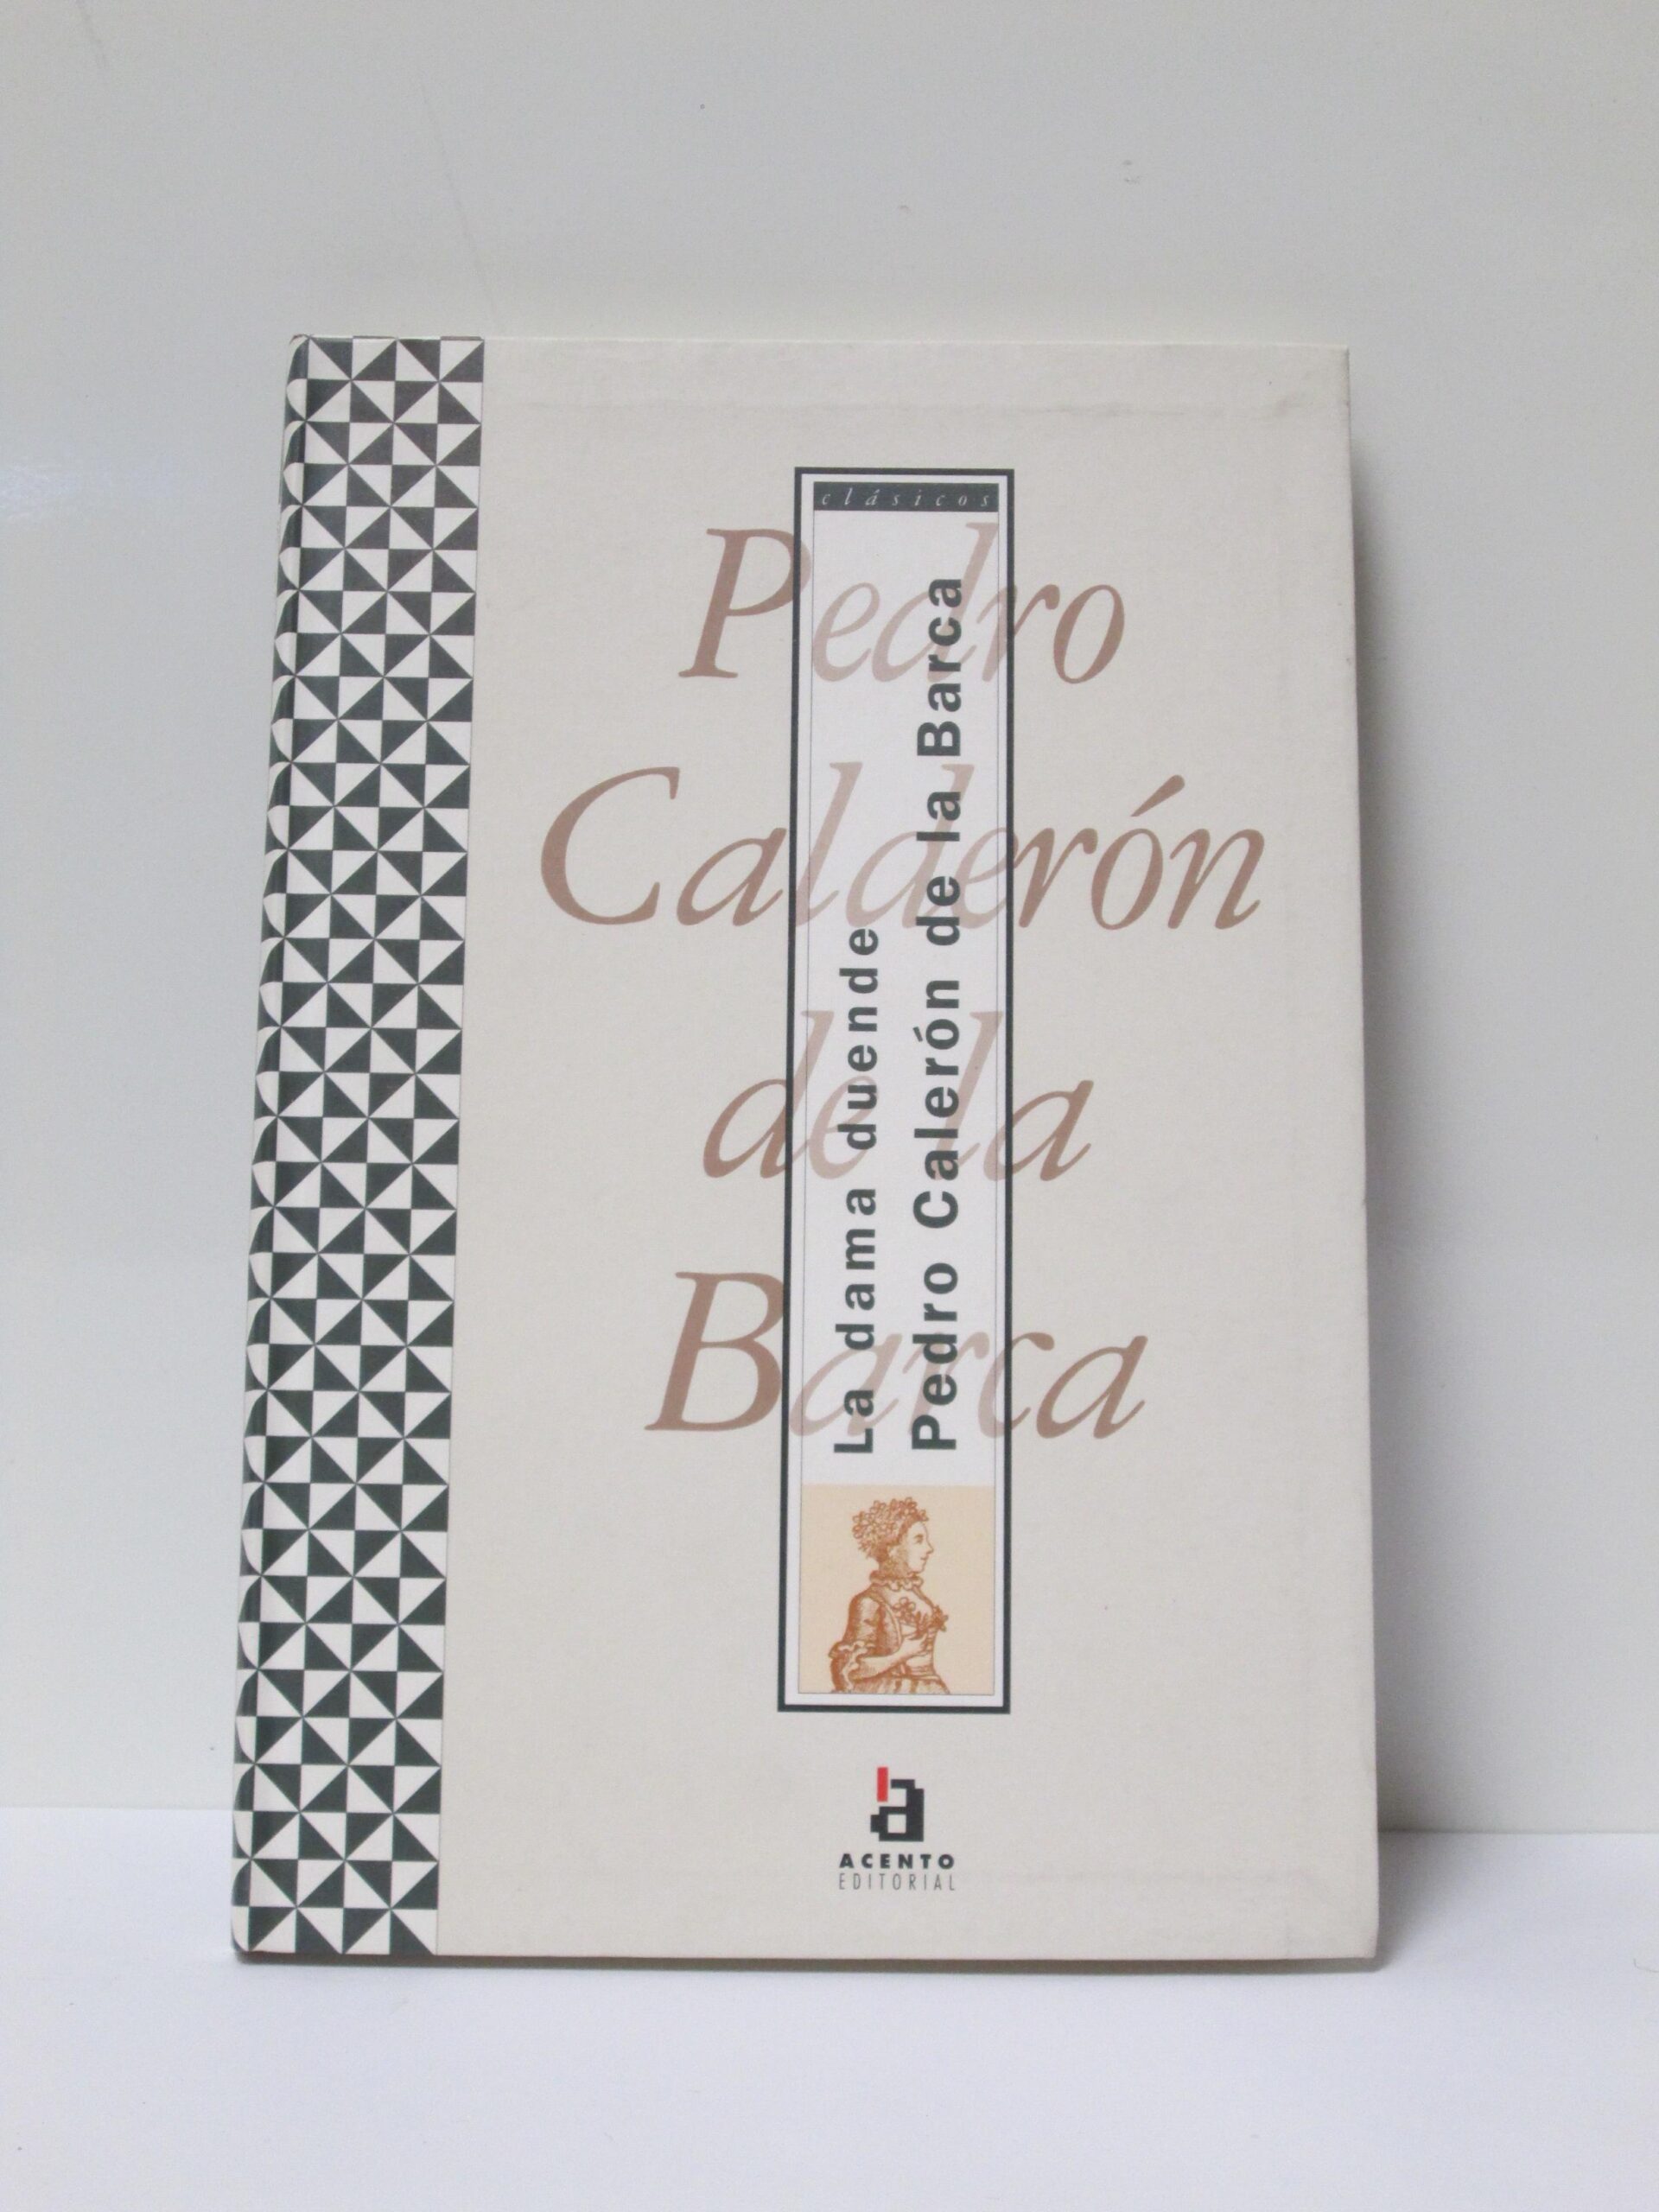 clásicos
Pedro
Calderón
de la
Barca
La dama duende
Pedro Calerón de la Barca
ACENTO
EDITORIAL